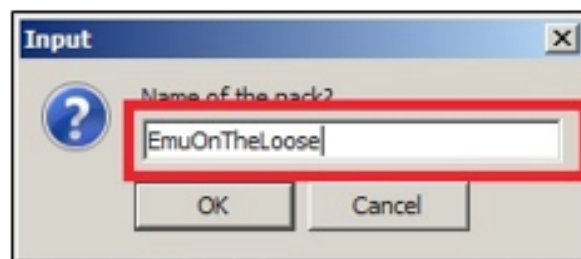 Input
Name of the pack?
EmuOnTheLoose
OK
Cancel